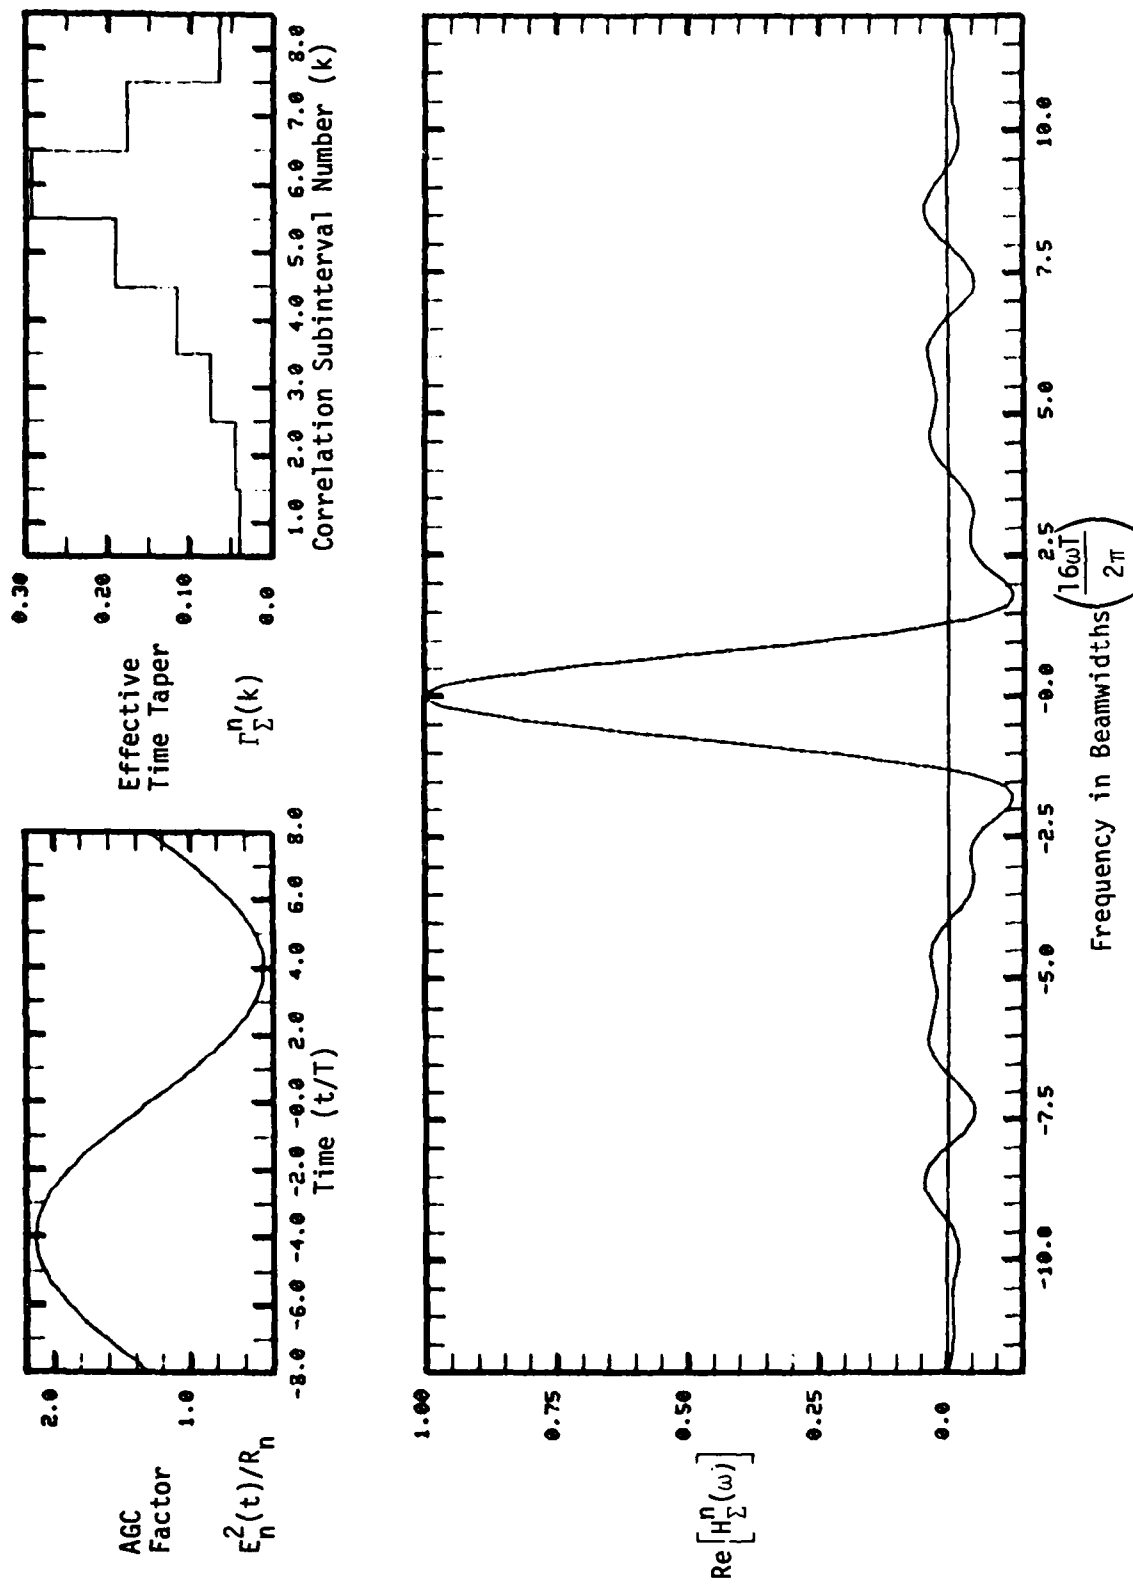 AGC
Factor
E_n^2(t)/R_n
2.0
1.0
-8.0 -6.0 -4.0 -2.0 -0.0 2.0 4.0 6.0 8.0
Time (t/T)
Effective
Time Taper
Γ_Σ^n(k)
0.30
0.20
0.10
0.0
1.0 2.0 3.0 4.0 5.0 6.0 7.0 8.0
Correlation Subinterval Number (k)
Re[H_Σ^n(ω)]
1.00
0.75
0.50
0.25
0.0
-10.0 -7.5 -5.0 -2.5 -0.0 2.5 5.0 7.5 10.0
Frequency in Beamwidths (16ωT/2π)